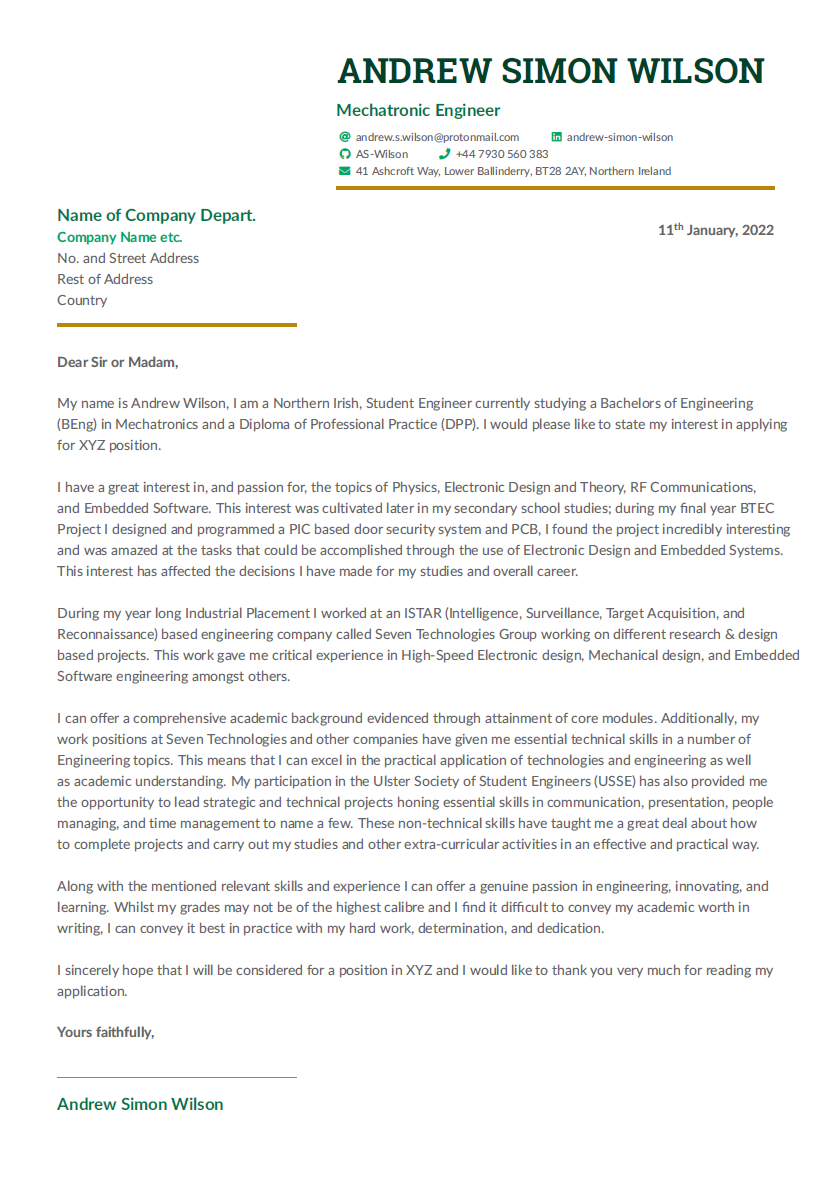 ANDREW SIMON WILSON
Mechatronic Engineer
andrew.s.wilson@protonmail.com andrew-simon-wilson
AS-Wilson +44 7930 560 383
41 Ashcroft Way, Lower Ballinderry, BT28 2AY, Northern Ireland
Name of Company Depart.
Company Name etc.
No. and Street Address
Rest of Address
Country
11th January, 2022
Dear Sir or Madam,
My name is Andrew Wilson, I am a Northern Irish, Student Engineer currently studying a Bachelors of Engineering
(BEng) in Mechatronics and a Diploma of Professional Practice (DPP). I would please like to state my interest in applying
for XYZ position.
I have a great interest in, and passion for, the topics of Physics, Electronic Design and Theory, RF Communications,
and Embedded Software. This interest was cultivated later in my secondary school studies; during my final year BTEC
Project I designed and programmed a PIC based door security system and PCB, I found the project incredibly interesting
and was amazed at the tasks that could be accomplished through the use of Electronic Design and Embedded Systems.
This interest has affected the decisions I have made for my studies and overall career.
During my year long Industrial Placement I worked at an ISTAR (Intelligence, Surveillance, Target Acquisition, and
Reconnaissance) based engineering company called Seven Technologies Group working on different research & design
based projects. This work gave me critical experience in High-Speed Electronic design, Mechanical design, and Embedded
Software engineering amongst others.
I can offer a comprehensive academic background evidenced through attainment of core modules. Additionally, my
work positions at Seven Technologies and other companies have given me essential technical skills in a number of
Engineering topics. This means that I can excel in the practical application of technologies and engineering as well
as academic understanding. My participation in the Ulster Society of Student Engineers (USSE) has also provided me
the opportunity to lead strategic and technical projects honing essential skills in communication, presentation, people
managing, and time management to name a few. These non-technical skills have taught me a great deal about how
to complete projects and carry out my studies and other extra-curricular activities in an effective and practical way.
Along with the mentioned relevant skills and experience I can offer a genuine passion in engineering, innovating, and
learning. Whilst my grades may not be of the highest calibre and I find it difficult to convey my academic worth in
writing, I can convey it best in practice with my hard work, determination, and dedication.
I sincerely hope that I will be considered for a position in XYZ and I would like to thank you very much for reading my
application.
Yours faithfully,
Andrew Simon Wilson